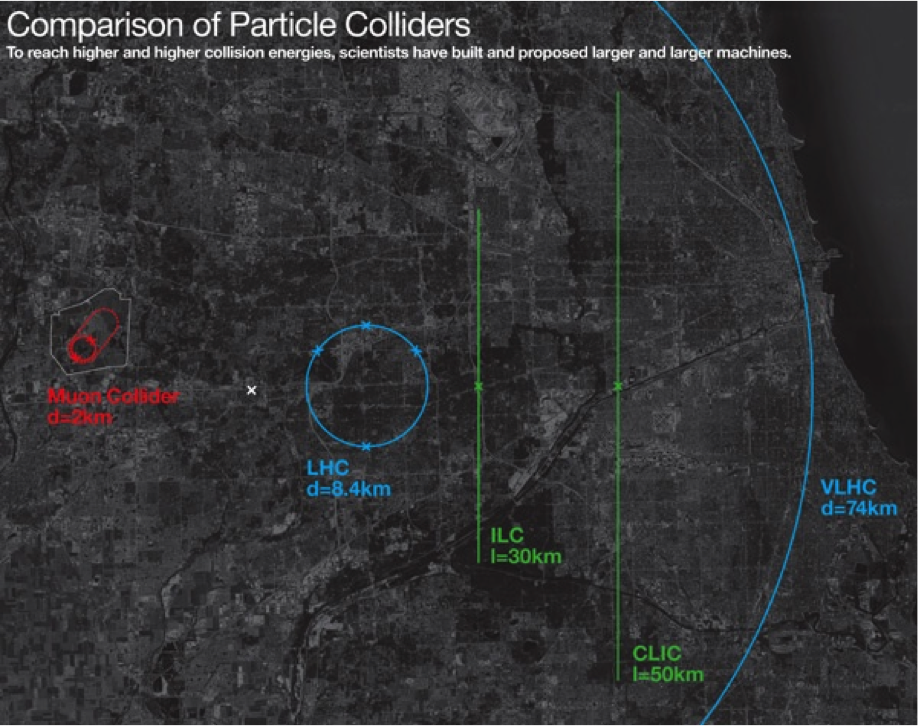 Comparison of Particle Colliders
To reach higher and higher collision energies, scientists have built and proposed larger and larger machines.
Muon Collider
d=2km
LHC
d=8.4km
ILC
l=30km
CLIC
l=50km
VLHC
d=74km